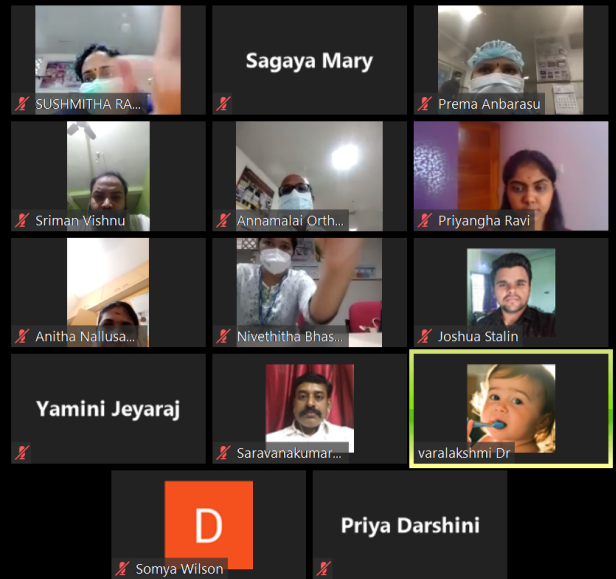 SUSHMITHA RA...
Sagaya Mary
Prema Anbarasu
Sriman Vishnu
Annamalai Orth...
Priyangha Ravi
Anitha Nallusa...
Nivethitha Bhas...
Joshua Stalin
Yamini Jeyaraj
Saravanakumar...
varalakshmi Dr
D
Somya Wilson
Priya Darshini